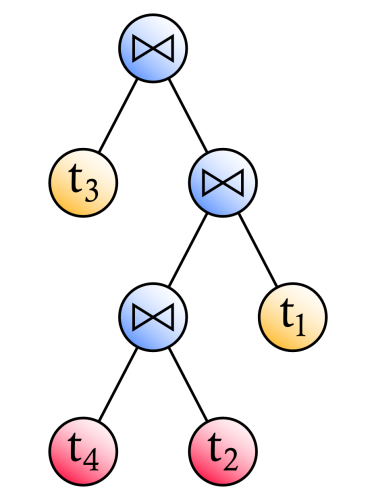 ⋈
t₃ ⋈
⋈ t₁
t₄ t₂